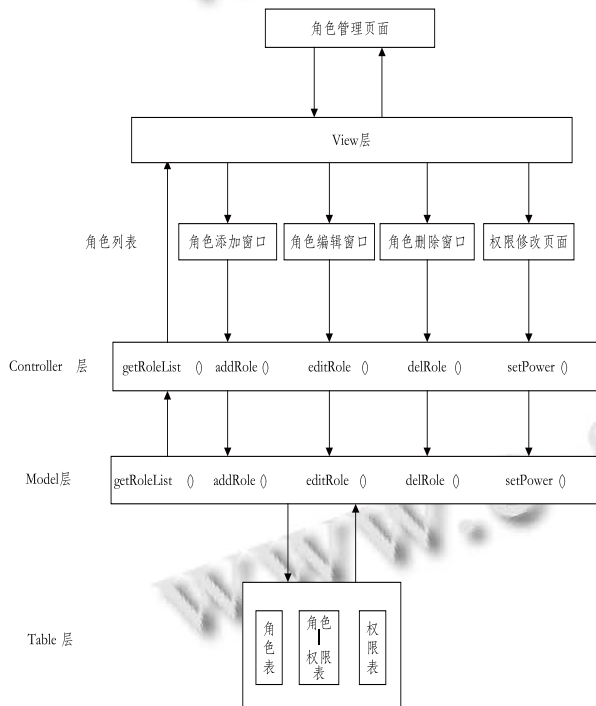 角色管理页面
View层
角色列表
角色添加窗口 角色编辑窗口 角色删除窗口 权限修改页面
Controller 层
getRoleList () addRole () editRole () delRole () setPower ()
Model层
getRoleList () addRole () editRole () delRole () setPower ()
www.
Table 层
角色表
角色
权限
表
权限表